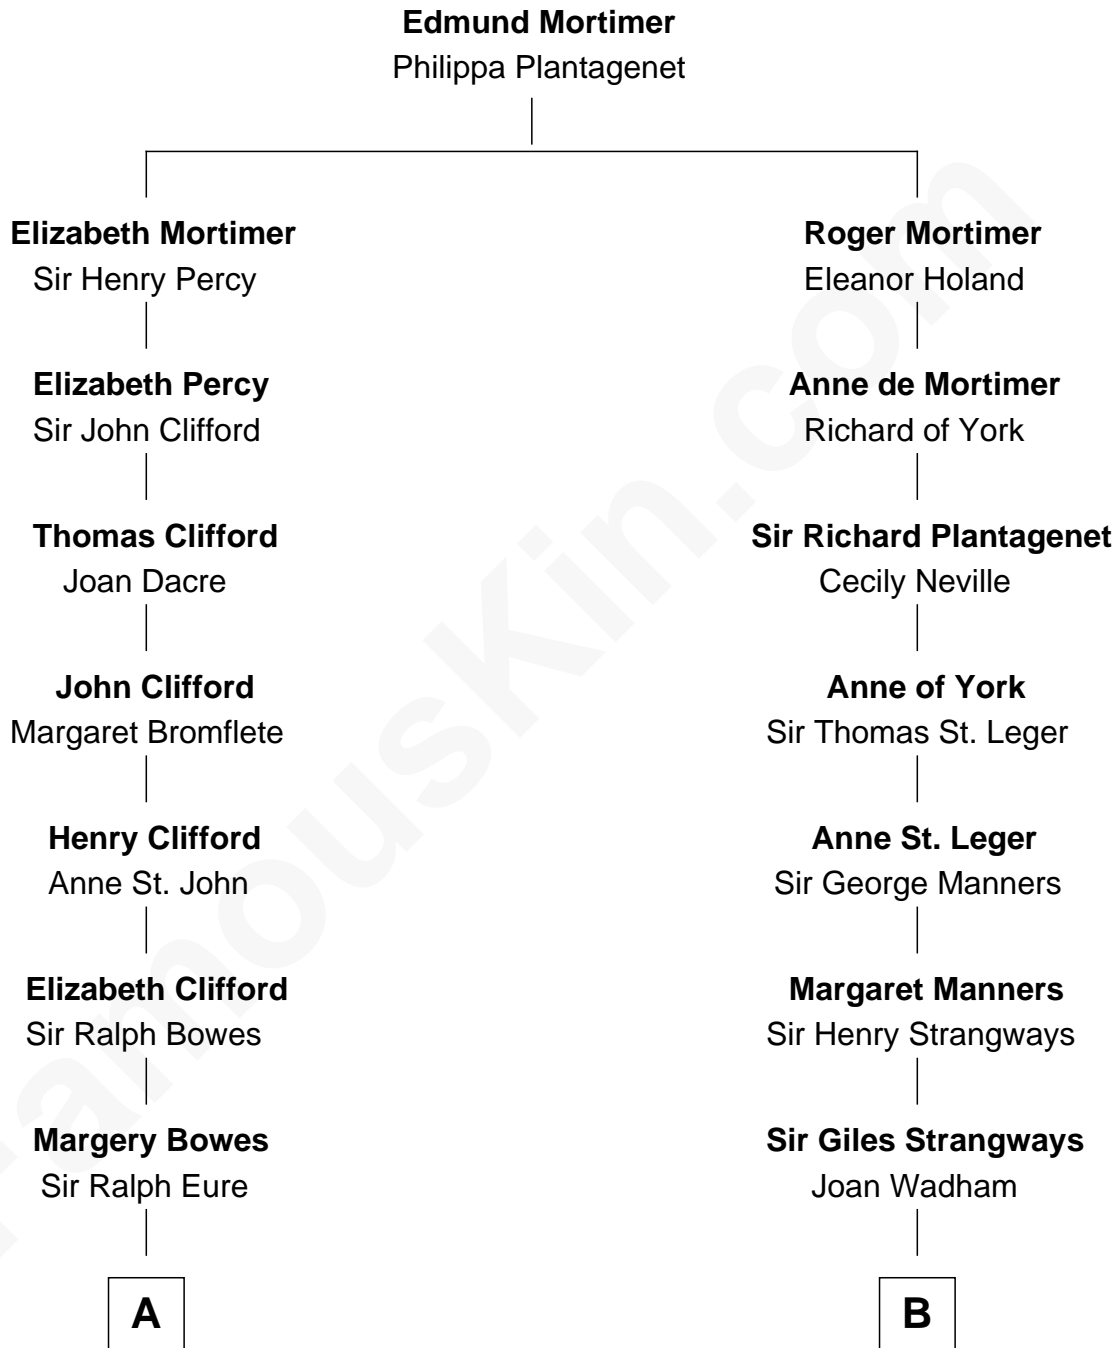 Edmund Mortimer
Philippa Plantagenet
Elizabeth Mortimer
Sir Henry Percy
Roger Mortimer
Eleanor Holand
Elizabeth Percy
Sir John Clifford
Anne de Mortimer
Richard of York
Thomas Clifford
Joan Dacre
Sir Richard Plantagenet
Cecily Neville
John Clifford
Margaret Bromflete
Anne of York
Sir Thomas St. Leger
Henry Clifford
Anne St. John
Anne St. Leger
Sir George Manners
Elizabeth Clifford
Sir Ralph Bowes
Margaret Manners
Sir Henry Strangways
Margery Bowes
Sir Ralph Eure
Sir Giles Strangways
Joan Wadham
A
B
FamousKin.com